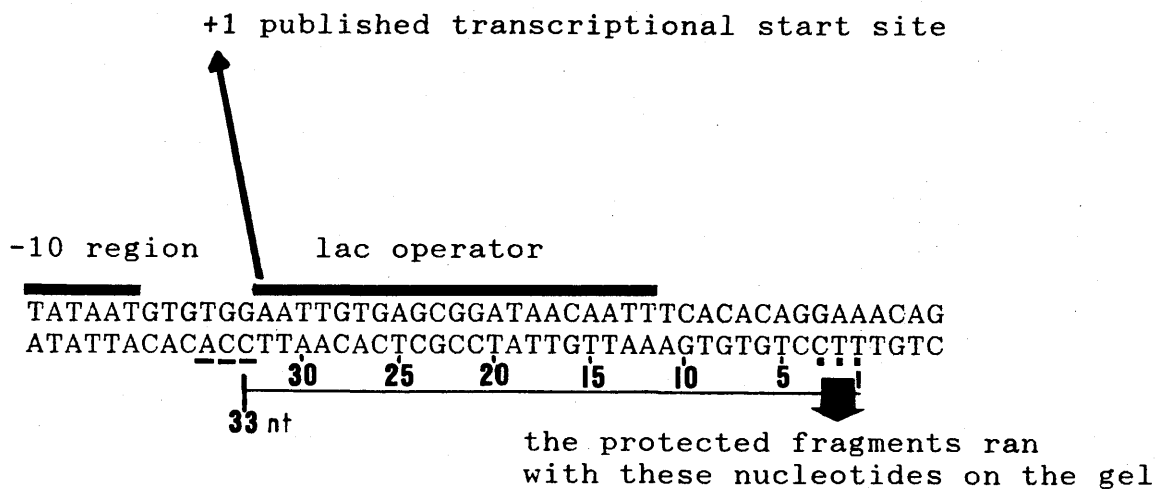 +1 published transcriptional start site
-10 region lac operator
TATAATGTGTGGAATTGTGAGCGGATAACAATTTCACACAGGAAACAG
ATATTACACACCTTAACACTCGCCTATTGTTAAAGTGTGTCCTTTGTC
30 25 20 15 10 5 1
33 nt
the protected fragments ran
with these nucleotides on the gel